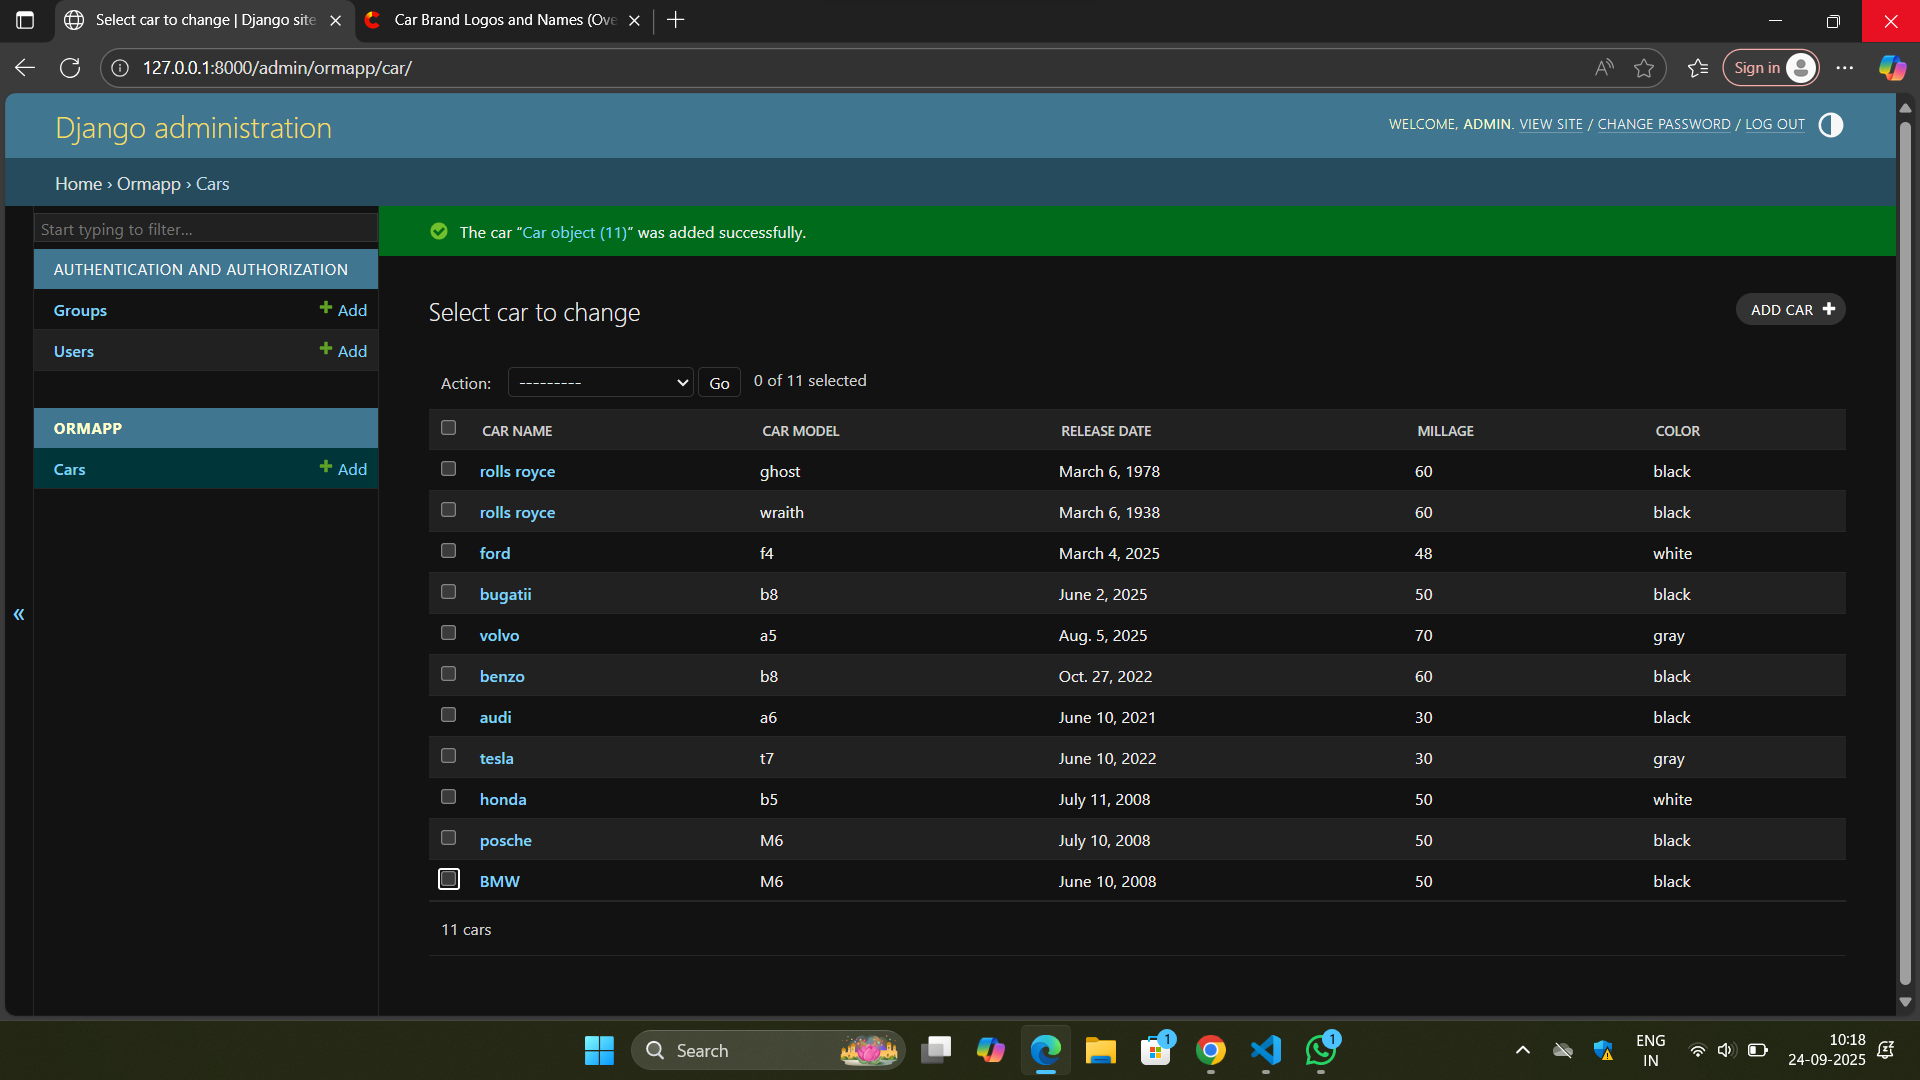 Select car to change | Django site
Car Brand Logos and Names (Ove
127.0.0.1:8000/admin/ormapp/car/
Sign in
Django administration
WELCOME, ADMIN. VIEW SITE / CHANGE PASSWORD / LOG OUT
Home › Ormapp › Cars
Start typing to filter...
The car “Car object (11)” was added successfully.
AUTHENTICATION AND AUTHORIZATION
Groups Add
Users Add
ORMAPP
Cars Add
«
Select car to change
ADD CAR
Action: --------- Go 0 of 11 selected
CAR NAME CAR MODEL RELEASE DATE MILLAGE COLOR
rolls royce ghost March 6, 1978 60 black
rolls royce wraith March 6, 1938 60 black
ford f4 March 4, 2025 48 white
bugatii b8 June 2, 2025 50 black
volvo a5 Aug. 5, 2025 70 gray
benzo b8 Oct. 27, 2022 60 black
audi a6 June 10, 2021 30 black
tesla t7 June 10, 2022 30 gray
honda b5 July 11, 2008 50 white
posche M6 July 10, 2008 50 black
BMW M6 June 10, 2008 50 black
11 cars
Search
1
1
ENG
IN
10:18
24-09-2025